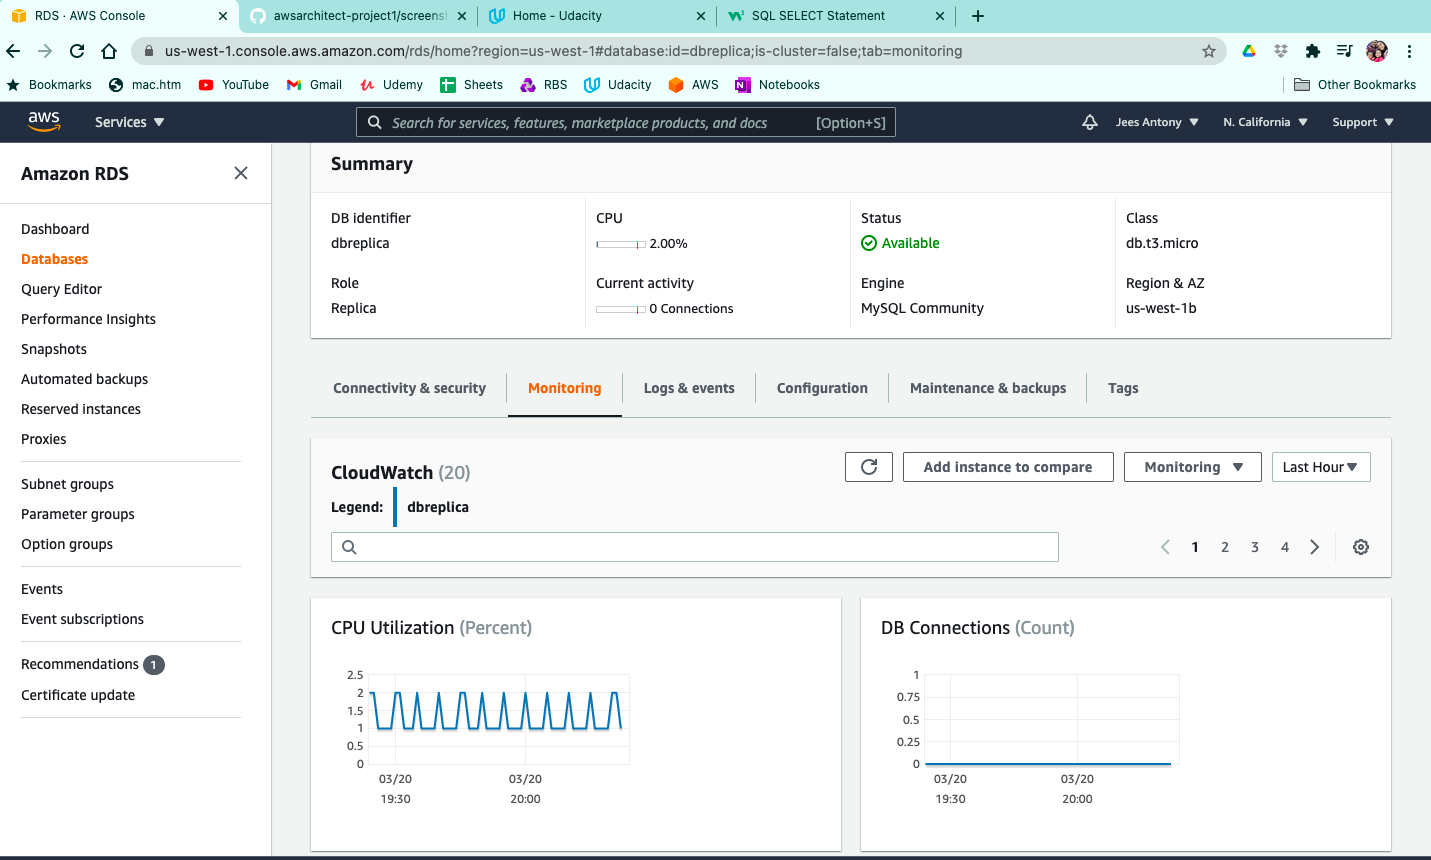 RDS · AWS Console
awsarchitect-project1/screensh
Home - Udacity
SQL SELECT Statement
us-west-1.console.aws.amazon.com/rds/home?region=us-west-1#database:id=dbreplica;is-cluster=false;tab=monitoring
Bookmarks mac.htm YouTube Gmail Udemy Sheets RBS Udacity AWS Notebooks Other Bookmarks
aws Services Search for services, features, marketplace products, and docs [Option+S] Jees Antony N. California Support
Amazon RDS
Dashboard
Databases
Query Editor
Performance Insights
Snapshots
Automated backups
Reserved instances
Proxies
Subnet groups
Parameter groups
Option groups
Events
Event subscriptions
Recommendations 1
Certificate update
Summary
DB identifier
dbreplica
CPU
2.00%
Status
Available
Class
db.t3.micro
Role
Replica
Current activity
0 Connections
Engine
MySQL Community
Region & AZ
us-west-1b
Connectivity & security Monitoring Logs & events Configuration Maintenance & backups Tags
CloudWatch (20)
Add instance to compare Monitoring Last Hour
Legend: dbreplica
1 2 3 4
CPU Utilization (Percent)
2.5
2
1.5
1
0.5
0
03/20 03/20
19:30 20:00
DB Connections (Count)
1
0.75
0.5
0.25
0
03/20 03/20
19:30 20:00